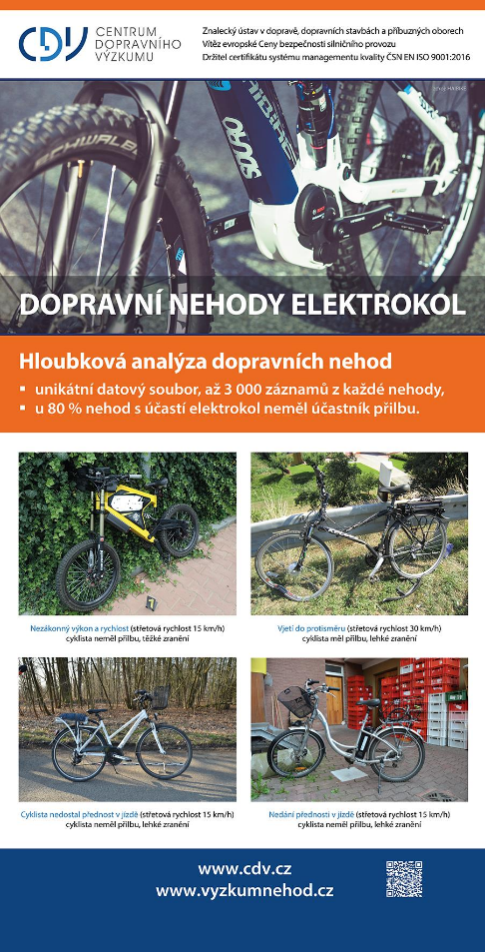 CDV
CENTRUM
DOPRAVNÍHO
VÝZKUMU
Znalecký ústav v dopravě, dopravních stavbách a příbuzných oborech
Vítěz evropské Ceny bezpečnosti silničního provozu
Držitel certifikátu systému managementu kvality ČSN EN ISO 9001:2016
SCHWALBE
DOPRAVNÍ NEHODY ELEKTROKOL
Hloubková analýza dopravních nehod
▪ unikátní datový soubor, až 3 000 záznamů z každé nehody,
▪ u 80 % nehod s účastí elektrokol neměl účastník přilbu.
Nezákonný výkon a rychlost (střetová rychlost 15 km/h)
cyklista neměl přilbu, těžké zranění
Vjetí do protisměru (střetová rychlost 30 km/h)
cyklista měl přilbu, lehké zranění
Cyklista nedostal přednost v jízdě (střetová rychlost 15 km/h)
cyklista neměl přilbu, lehké zranění
Nedání přednosti v jízdě (střetová rychlost 15 km/h)
cyklista neměl přilbu, lehké zranění
www.cdv.cz
www.vyzkumnehod.cz